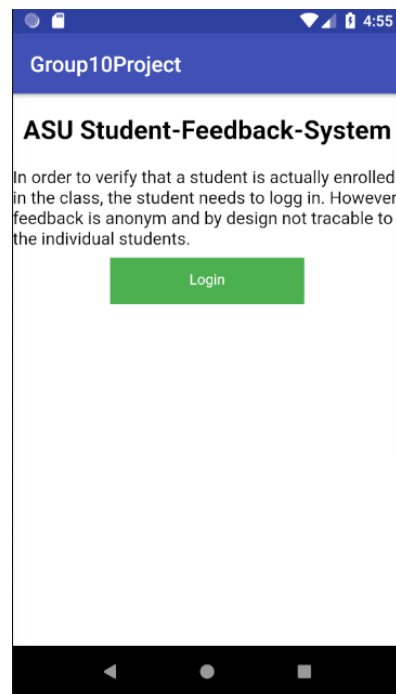 4:55
Group10Project
ASU Student-Feedback-System
In order to verify that a student is actually enrolled
in the class, the student needs to logg in. However
feedback is anonym and by design not tracable to
the individual students.
Login